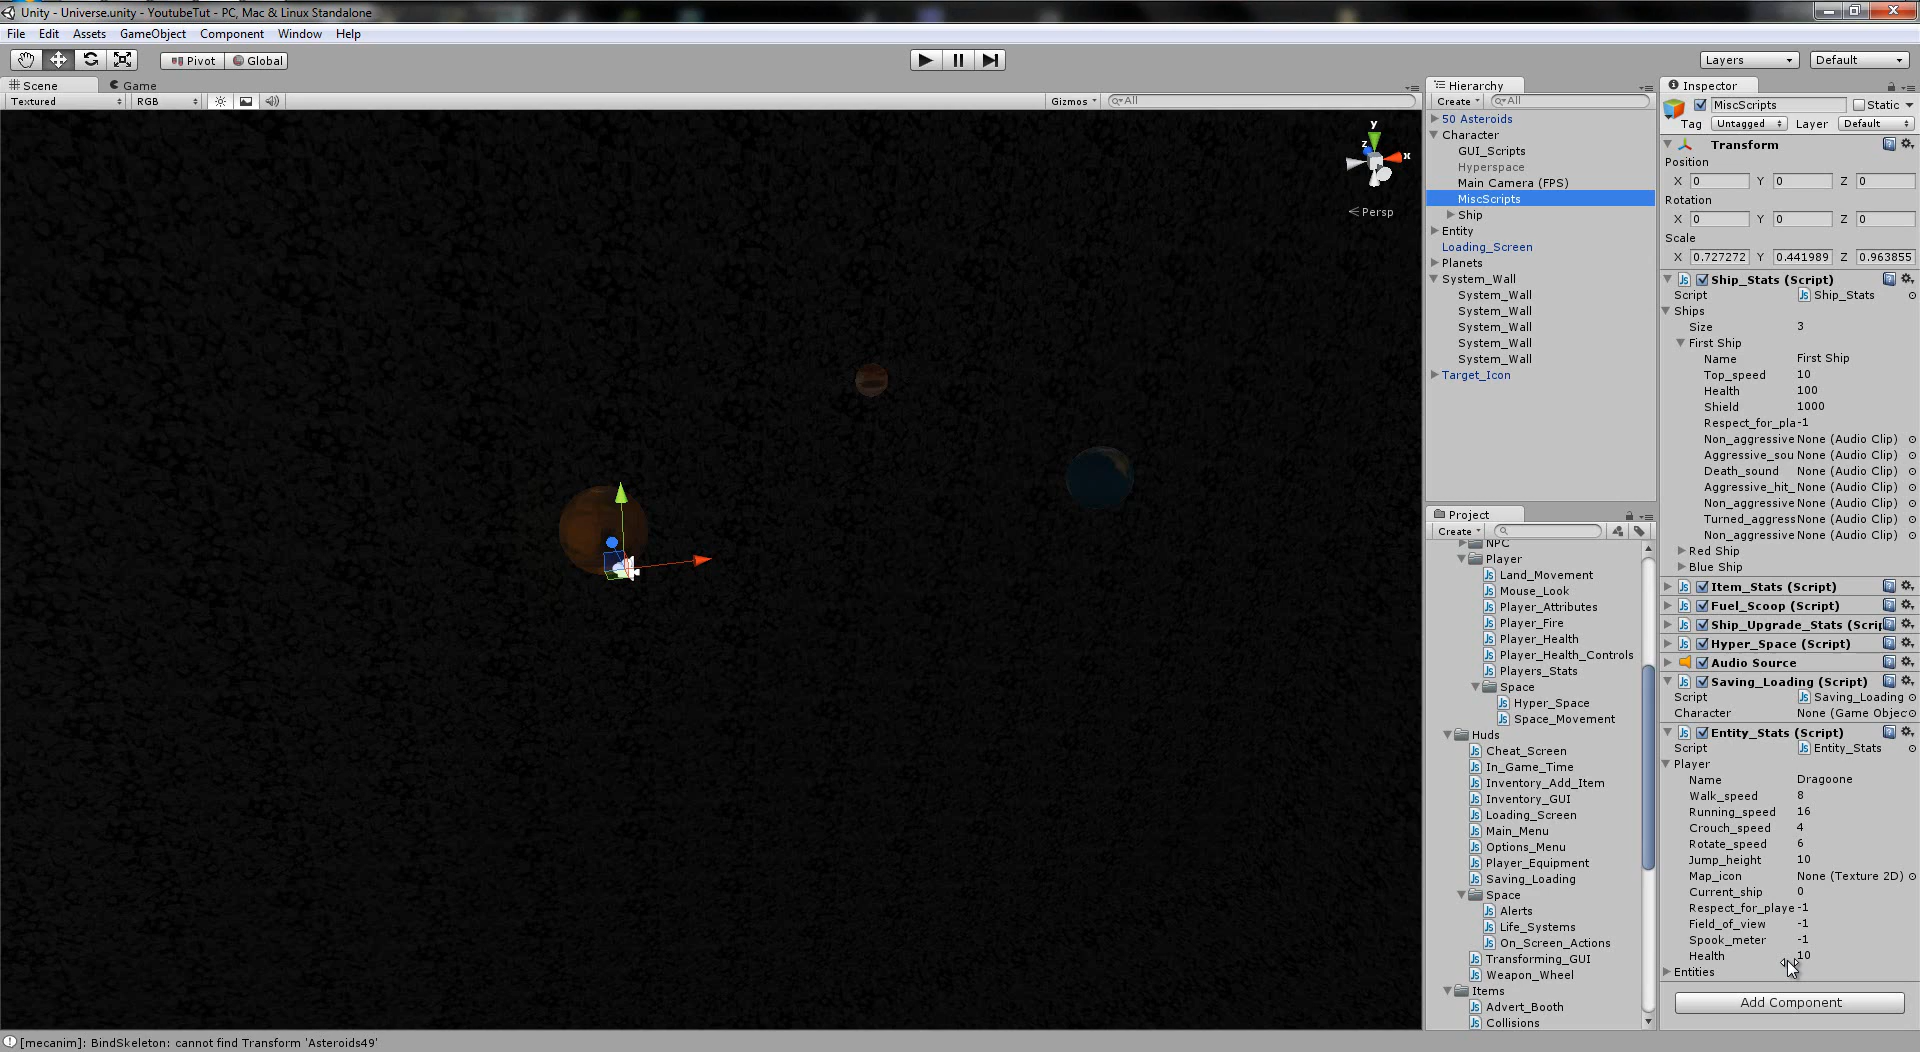 Unity - Universe.unity - YoutubeTut - PC, Mac & Linux Standalone
File Edit Assets GameObject Component Window Help
Pivot Global Layers Default
Scene Game
Textured RGB Gizmos All
y
z x
Persp
Hierarchy
Create All
50 Asteroids
Character
GUI_Scripts
Hyperspace
Main Camera (FPS)
MiscScripts
Ship
Entity
Loading_Screen
Planets
System_Wall
System_Wall
System_Wall
System_Wall
System_Wall
System_Wall
Target_Icon
Project
Create
NPC
Player
Land_Movement
Mouse_Look
Player_Attributes
Player_Fire
Player_Health
Player_Health_Controls
Players_Stats
Space
Hyper_Space
Space_Movement
Huds
Cheat_Screen
In_Game_Time
Inventory_Add_Item
Inventory_GUI
Loading_Screen
Main_Menu
Options_Menu
Player_Equipment
Saving_Loading
Space
Alerts
Life_Systems
On_Screen_Actions
Transforming_GUI
Weapon_Wheel
Items
Advert_Booth
Collisions
Inspector
MiscScripts Static
Tag Untagged Layer Default
Transform
Position
X 0 Y 0 Z 0
Rotation
X 0 Y 0 Z 0
Scale
X 0.727272 Y 0.441989 Z 0.963855
Ship_Stats (Script)
Script Ship_Stats
Ships
Size 3
First Ship
Name First Ship
Top_speed 10
Health 100
Shield 1000
Respect_for_pla -1
Non_aggressive None (Audio Clip)
Aggressive_sou None (Audio Clip)
Death_sound None (Audio Clip)
Aggressive_hit_ None (Audio Clip)
Non_aggressive None (Audio Clip)
Turned_aggress None (Audio Clip)
Non_aggressive None (Audio Clip)
Red Ship
Blue Ship
Item_Stats (Script)
Fuel_Scoop (Script)
Ship_Upgrade_Stats (Scrip
Hyper_Space (Script)
Audio Source
Saving_Loading (Script)
Script Saving_Loading
Character None (Game Objec
Entity_Stats (Script)
Script Entity_Stats
Player
Name Dragoone
Walk_speed 8
Running_speed 16
Crouch_speed 4
Rotate_speed 6
Jump_height 10
Map_icon None (Texture 2D)
Current_ship 0
Respect_for_playe -1
Field_of_view -1
Spook_meter -1
Health 10
Entities
Add Component
[mecanim]: BindSkeleton: cannot find Transform 'Asteroids49'